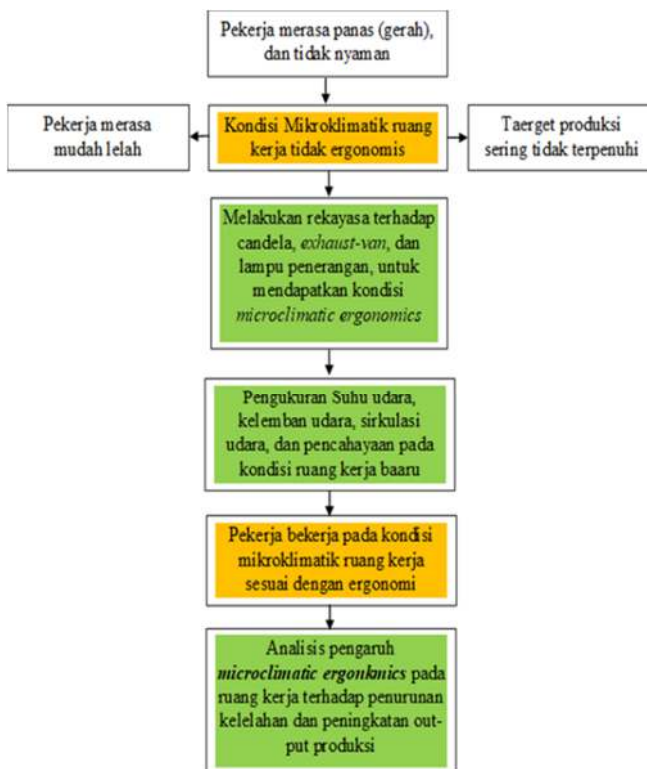 Pekerja merasa panas (gerah),
dan tidak nyaman
Pekerja merasa
mudah lelah
Kondisi Mikroklimatik ruang
kerja tidak ergonomis
Taerget produksi
sering tidak terpenuhi
Melakukan rekayasa terhadap
candela, exhaust-van, dan
lampu penerangan, untuk
mendapatkan kondisi
microclimatic ergonomics
Pengukuran Suhu udara,
kelemban udara, sirkulasi
udara, dan pencahayaan pada
kondisi ruang kerja baaru
Pekerja bekerja pada kondisi
mikroklimatik ruang kerja
sesuai dengan ergonomi
Analisis pengaruh
microclimatic ergonkmics pada
ruang kerja terhadap penurunan
kelelahan dan peningkatan out-
put produksi